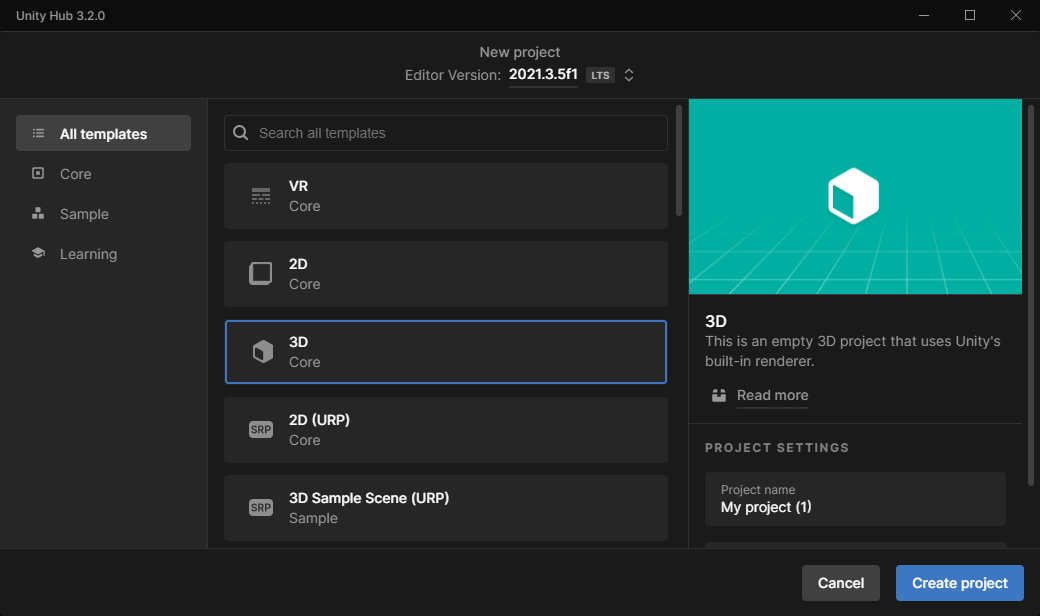 Unity Hub 3.2.0
New project
Editor Version: 2021.3.5f1 LTS
All templates
Core
Sample
Learning
Search all templates
VR
Core
2D
Core
3D
Core
SRP
2D (URP)
Core
SRP
3D Sample Scene (URP)
Sample
3D
This is an empty 3D project that uses Unity's
built-in renderer.
Read more
PROJECT SETTINGS
Project name
My project (1)
Cancel
Create project